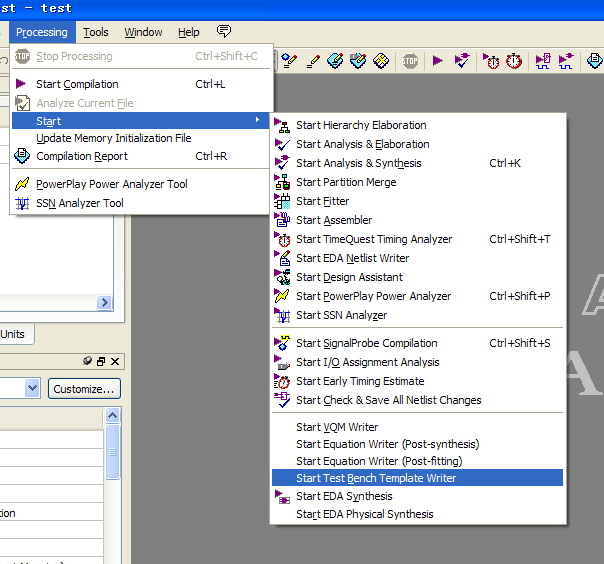 st - test
Processing Tools Window Help
Stop Processing Ctrl+Shift+C
Start Compilation Ctrl+L
Analyze Current File
Start
Update Memory Initialization File
Compilation Report Ctrl+R
PowerPlay Power Analyzer Tool
SSN Analyzer Tool
Start Hierarchy Elaboration
Start Analysis & Elaboration
Start Analysis & Synthesis Ctrl+K
Start Partition Merge
Start Fitter
Start Assembler
Start TimeQuest Timing Analyzer Ctrl+Shift+T
Start EDA Netlist Writer
Start Design Assistant
Start PowerPlay Power Analyzer Ctrl+Shift+P
Start SSN Analyzer
Start SignalProbe Compilation Ctrl+Shift+S
Start I/O Assignment Analysis
Start Early Timing Estimate
Start Check & Save All Netlist Changes
Start VQM Writer
Start Equation Writer (Post-synthesis)
Start Equation Writer (Post-fitting)
Start Test Bench Template Writer
Start EDA Synthesis
Start EDA Physical Synthesis
Units
Customize...
tion
A
A